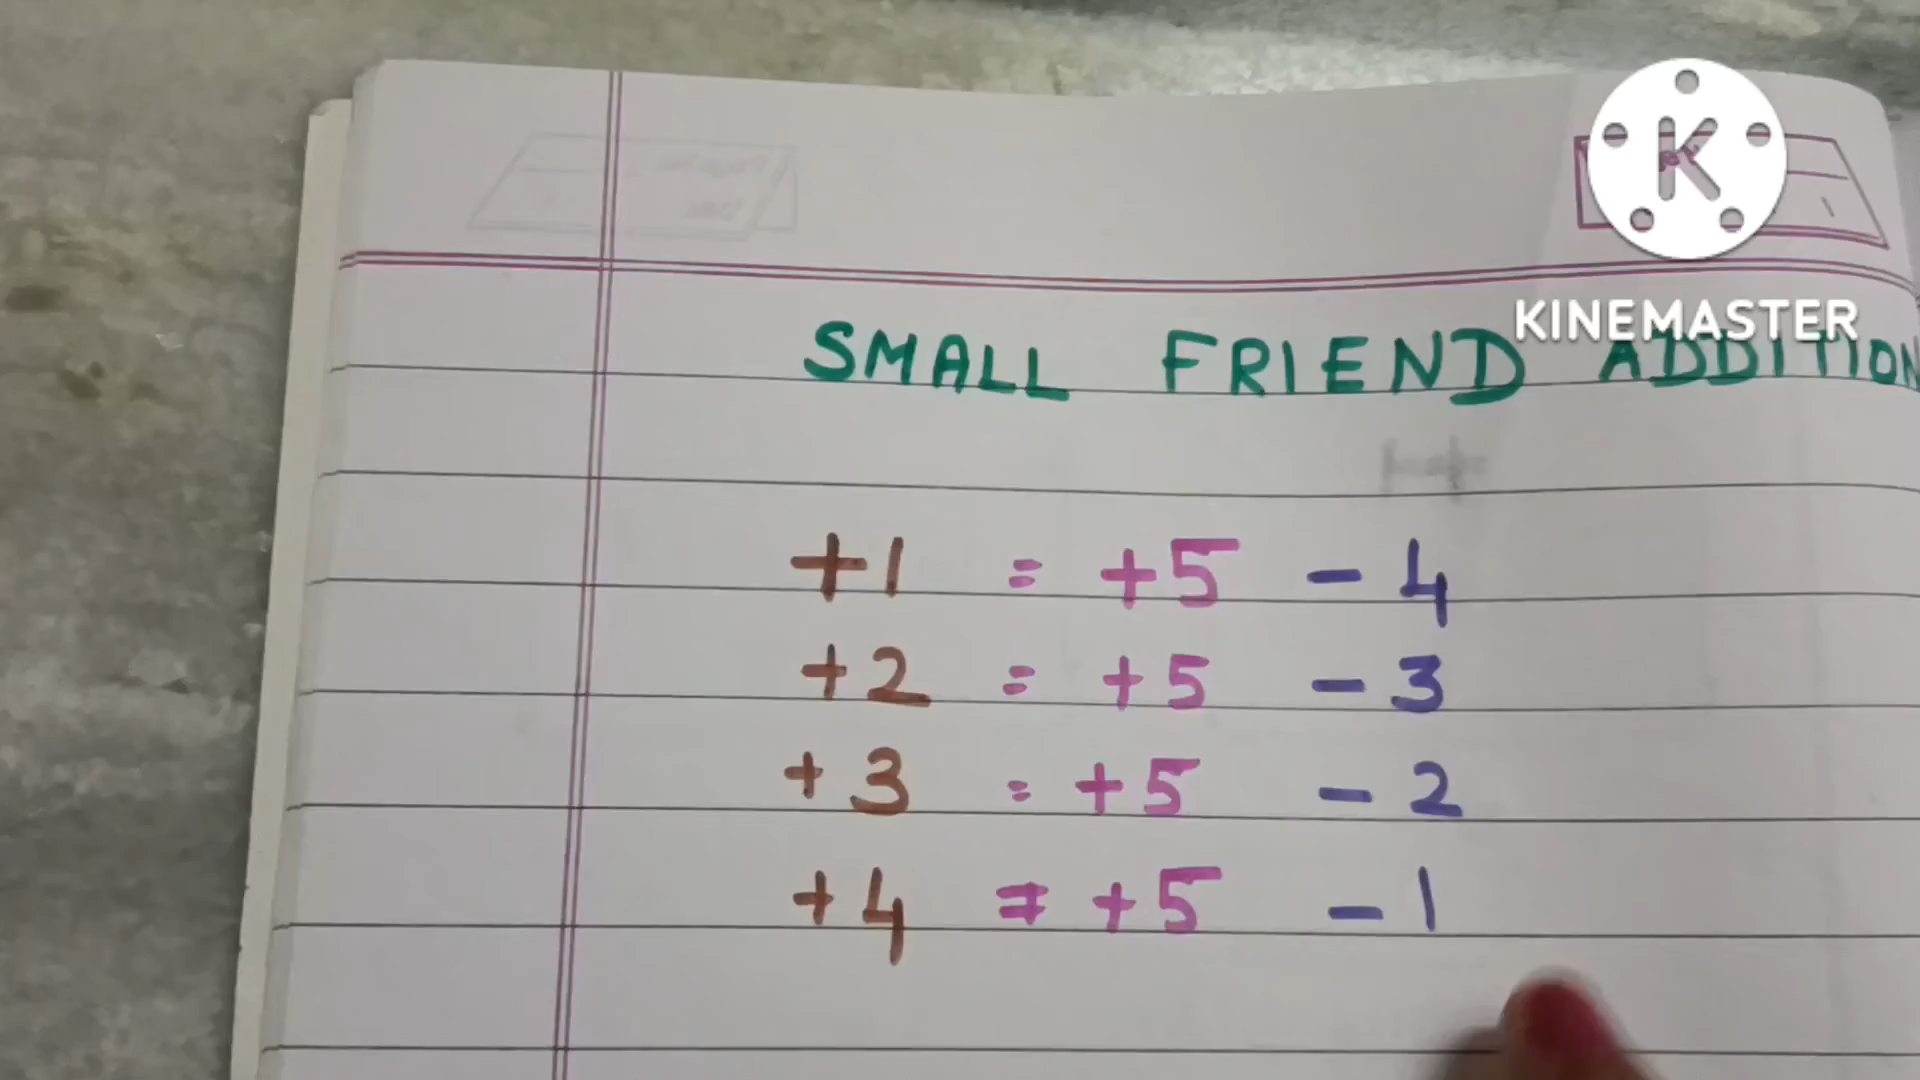 KINEMASTER
SMALL FRIEND ADDITION
+1 = +5 - 4
+2 = +5 - 3
+3 = +5 - 2
+4 = +5 - 1